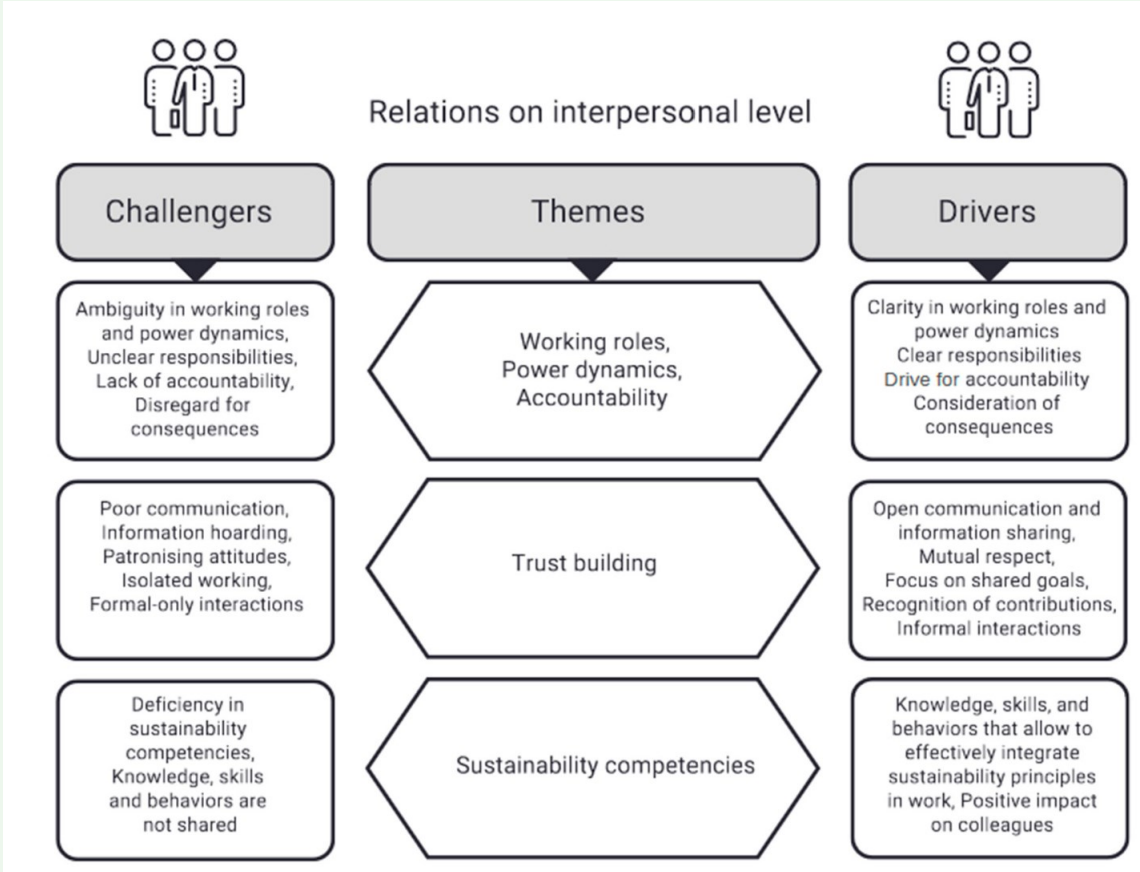 Relations on interpersonal level
Challengers
Themes
Drivers
Ambiguity in working roles
and power dynamics,
Unclear responsibilities,
Lack of accountability,
Disregard for
consequences
Working roles,
Power dynamics,
Accountability
Clarity in working roles and
power dynamics
Clear responsibilities
Drive for accountability
Consideration of
consequences
Poor communication,
Information hoarding,
Patronising attitudes,
Isolated working,
Formal-only interactions
Trust building
Open communication and
information sharing,
Mutual respect,
Focus on shared goals,
Recognition of contributions,
Informal interactions
Deficiency in
sustainability
competencies,
Knowledge, skills
and behaviors are
not shared
Sustainability competencies
Knowledge, skills, and
behaviors that allow to
effectively integrate
sustainability principles
in work, Positive impact
on colleagues